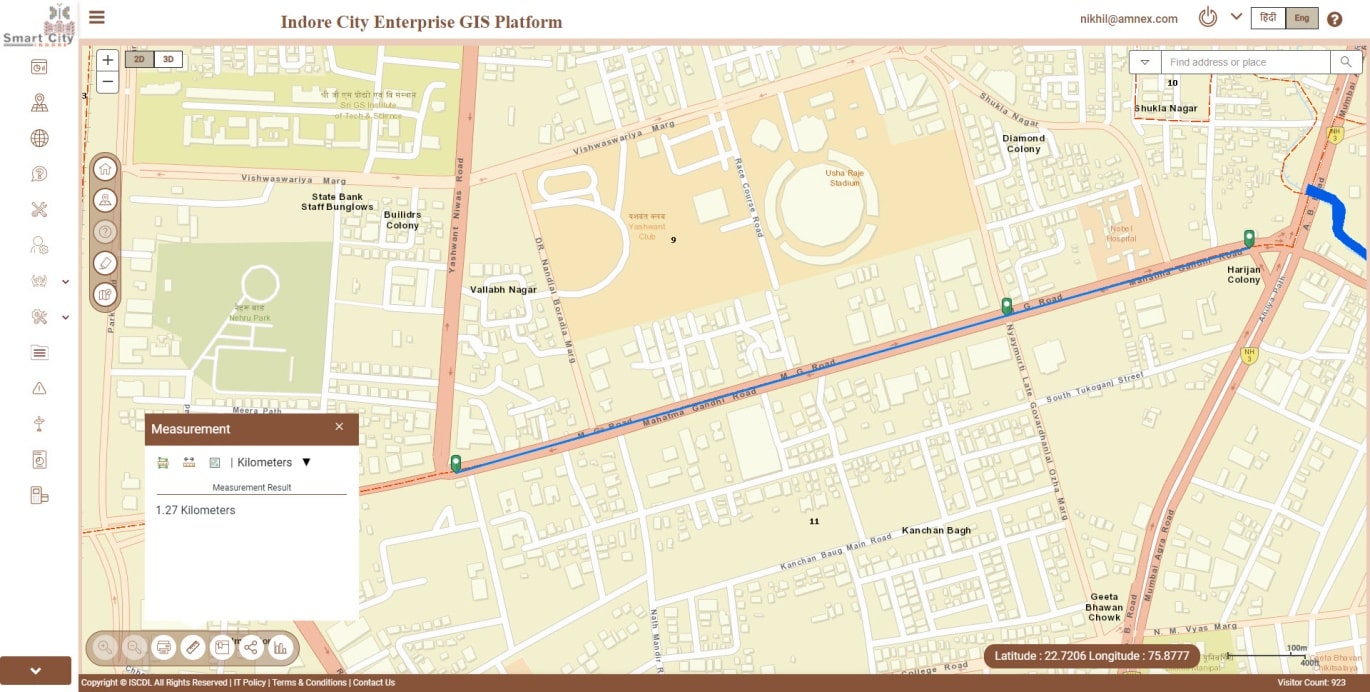 Smart City
INDORE
Indore City Enterprise GIS Platform
nikhil@amnex.com
हिंदी
Eng
?
+
−
2D
3D
Find address or place
3
श्री जी एस
Sri GS Institute
of Tech & Science
Vishwaswariya Marg
Vishwaswariya Marg
State Bank
Staff Bunglows
Builidrs
Colony
Yashwant Niwas Road
DR. Nandlal Boradia Marg
Vallabh Nagar
यशवंत क्लब
Yashwant
Club
9
Race Course Road
Usha Raje
Stadium
Shukla Nagar
Diamond
Colony
10
Shukla Nagar
Mumbai
NH
3
A. B. Road
Nobel
Hospital
Harijan
Colony
Mahatma Gandhi Road
G. Road
Ahilya Path
NH
3
नेहरू पार्क
Nehru Park
Park
Meera Path
M. G. Road
Mahatma Gandhi Road
M. G. Road
Nyaymurti Late Govardhanlal Ozha Marg
South Tukoganj Street
11
Kanchan Bagh
Kanchan Baug Main Road
Mumbai Agra Road
B. Road
Geeta
Bhawan
Chowk
N. M. Vyas Marg
Nath Mandir R
College Road
Measurement
×
| Kilometers ▼
Measurement Result
1.27 Kilometers
Latitude : 22.7206 Longitude : 75.8777
100m
400ft
Geeta Bhavan
Chikitsalaya
Copyright © ISCDL All Rights Reserved | IT Policy | Terms & Conditions | Contact Us
Visitor Count: 923